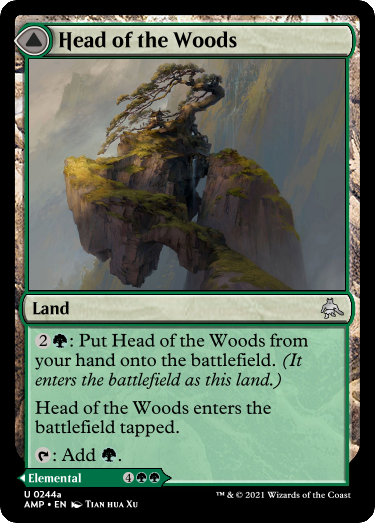 Head of the Woods
Land
2 : Put Head of the Woods from
your hand onto the battlefield. (It
enters the battlefield as this land.)
Head of the Woods enters the
battlefield tapped.
: Add .
Elemental 4
U 0244a
AMP • EN Tian Hua Xu
™ & © 2021 Wizards of the Coast